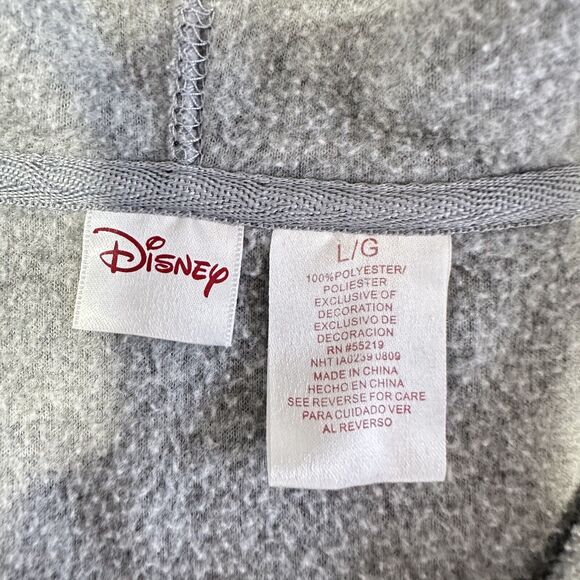 Disney
L/G
100%POLYESTER/
POLIESTER
EXCLUSIVE OF
DECORATION
EXCLUSIVO DE
DECORACION
RN #55219
NHT IA0239 0809
MADE IN CHINA
HECHO EN CHINA
SEE REVERSE FOR CARE
PARA CUIDADO VER
AL REVERSO